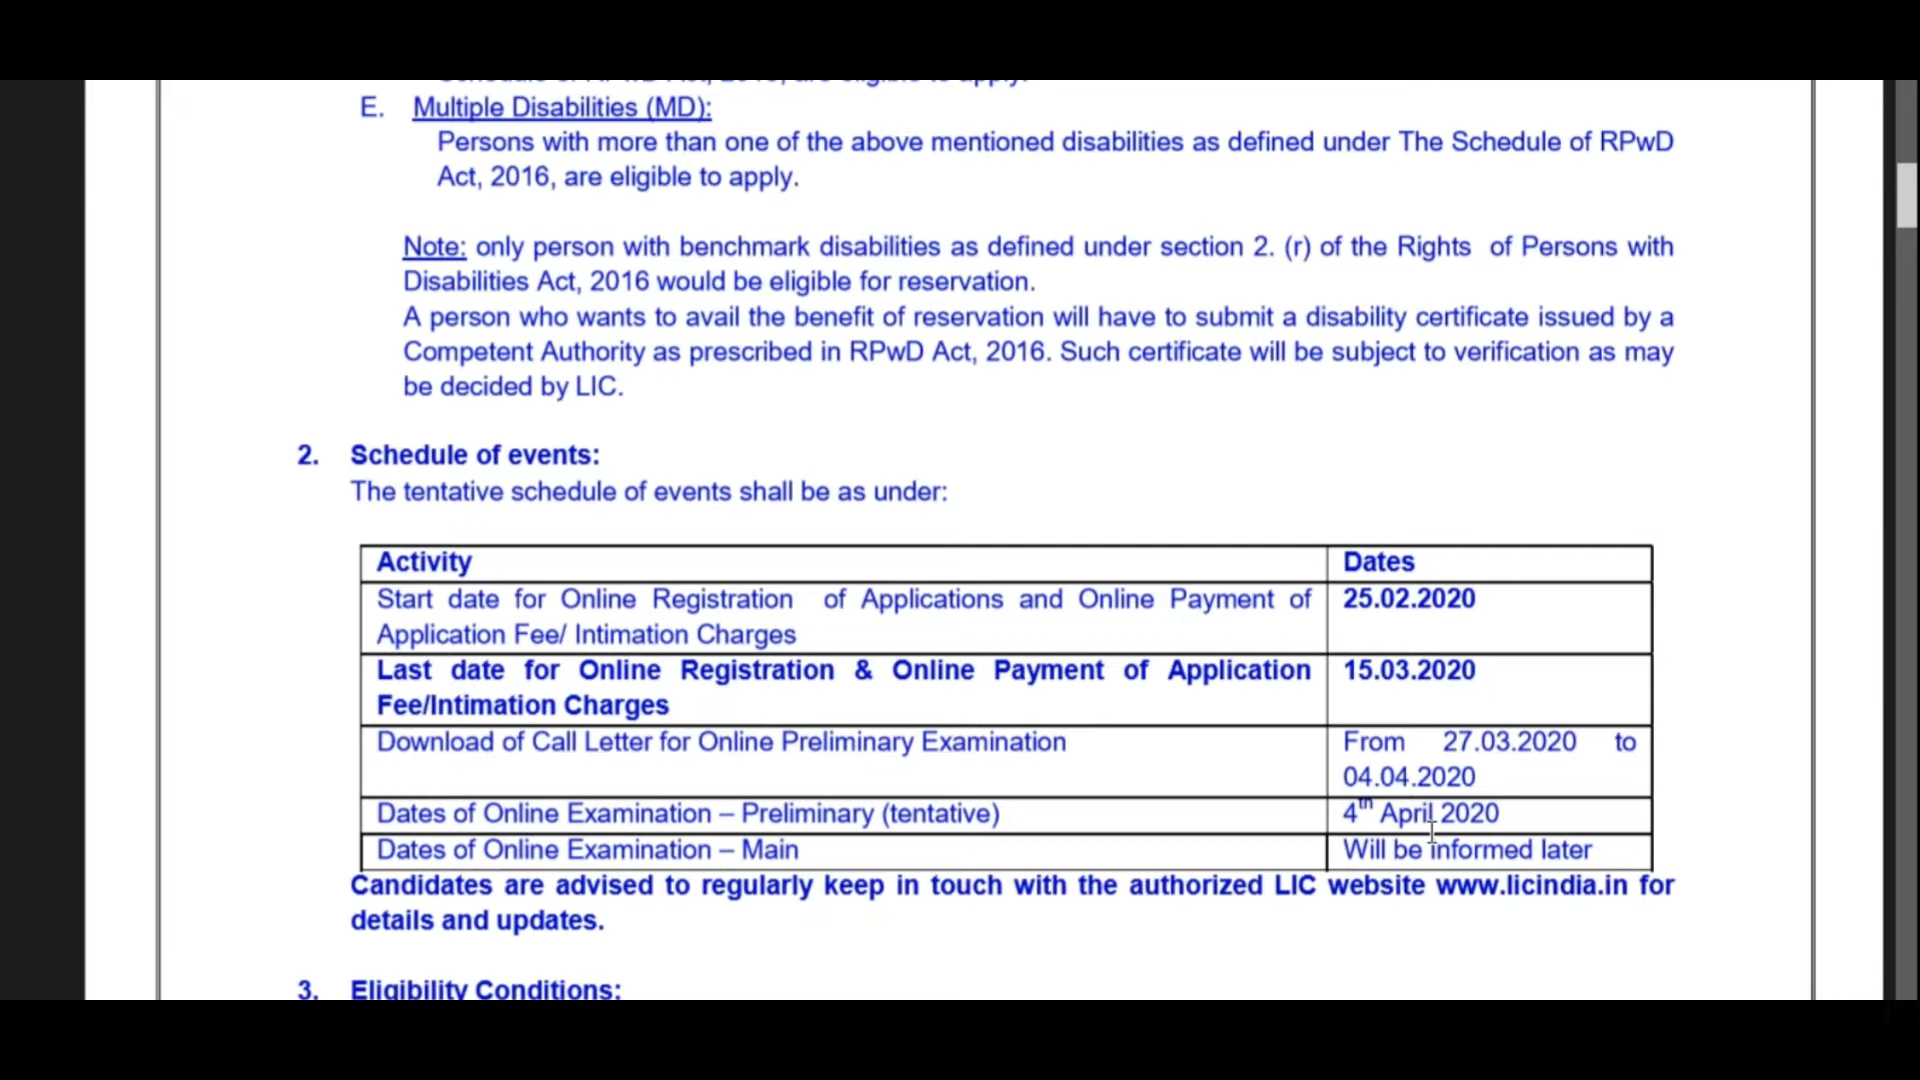 E. Multiple Disabilities (MD):
Persons with more than one of the above mentioned disabilities as defined under The Schedule of RPwD
Act, 2016, are eligible to apply.
Note: only person with benchmark disabilities as defined under section 2. (r) of the Rights of Persons with
Disabilities Act, 2016 would be eligible for reservation.
A person who wants to avail the benefit of reservation will have to submit a disability certificate issued by a
Competent Authority as prescribed in RPwD Act, 2016. Such certificate will be subject to verification as may
be decided by LIC.
2. Schedule of events:
The tentative schedule of events shall be as under:
Activity Dates
Start date for Online Registration of Applications and Online Payment of 25.02.2020
Application Fee/ Intimation Charges
Last date for Online Registration & Online Payment of Application 15.03.2020
Fee/Intimation Charges
Download of Call Letter for Online Preliminary Examination From 27.03.2020 to
04.04.2020
Dates of Online Examination – Preliminary (tentative) 4th April 2020
Dates of Online Examination – Main Will be informed later
Candidates are advised to regularly keep in touch with the authorized LIC website www.licindia.in for
details and updates.
3. Eligibility Conditions: